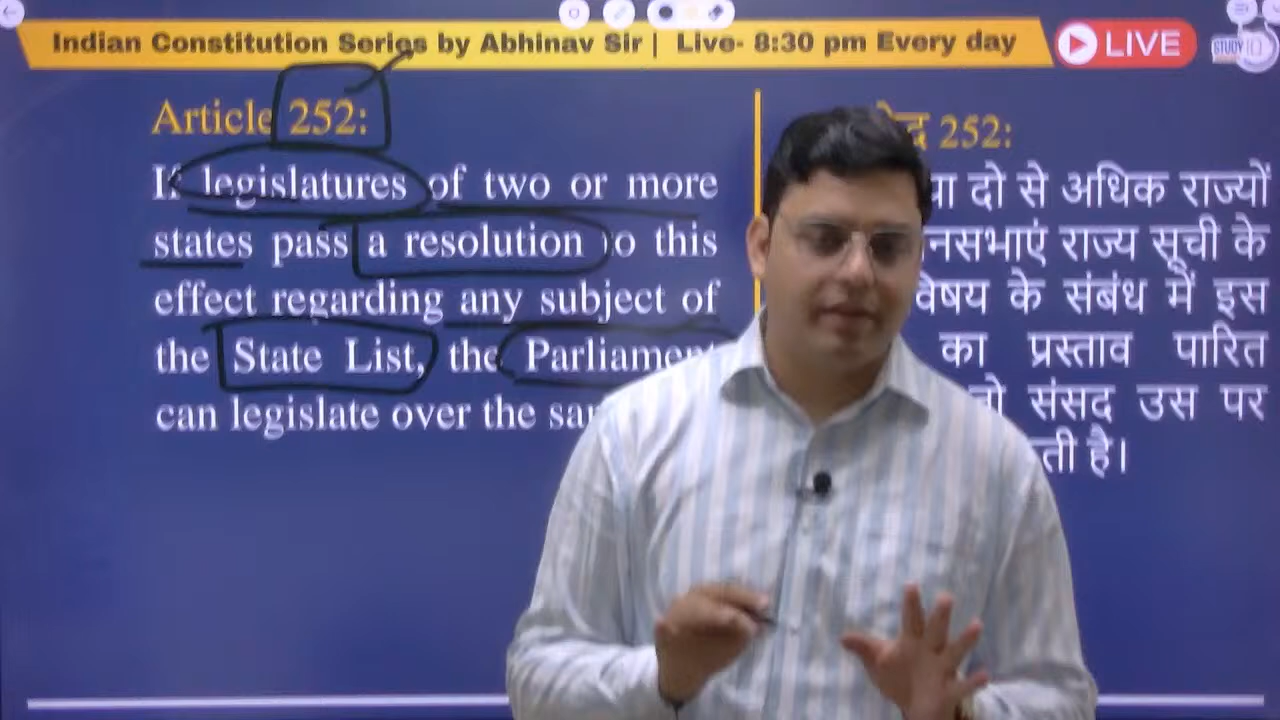 Indian Constitution Series by Abhinav Sir | Live- 8:30 pm Every day
LIVE
STUDY IQ
Article 252:
If legislatures of two or more
states pass a resolution to this
effect regarding any subject of
the State List, the Parliament
can legislate over the
252:
या दो से अधिक राज्यों
राज्य सूची के
विषय के संबंध में इस
का प्रस्ताव पारित
संसद उस पर
है।